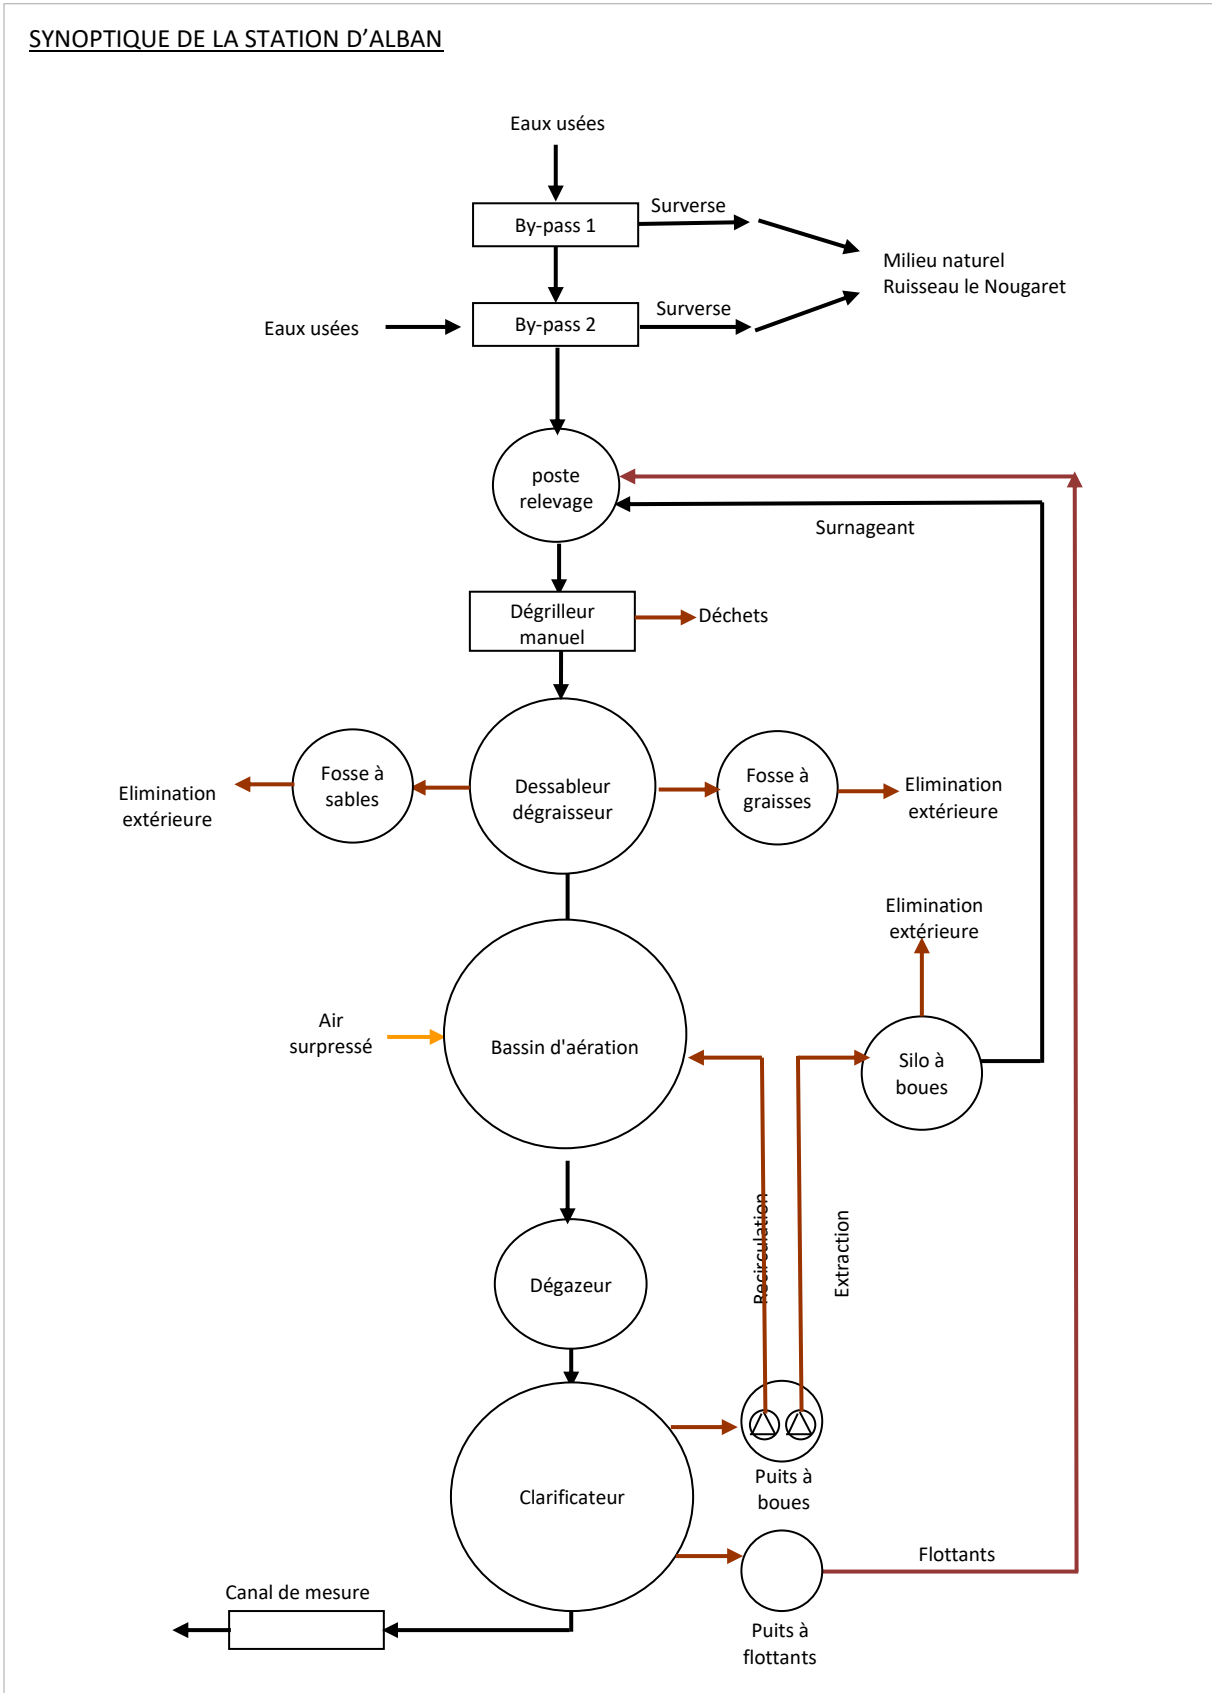 SYNOPTIQUE DE LA STATION D'ALBAN
Eaux usées
Surverse
By-pass 1
Milieu naturel
Ruisseau le Nougaret
Surverse
Eaux usées
By-pass 2
poste
relevage
Surnageant
Dégrilleur
manuel
Déchets
Fosse à
sables
Elimination
extérieure
Dessableur
dégraisseur
Fosse à
graisses
Elimination
extérieure
Elimination
extérieure
Air
surpressé
Bassin d'aération
Silo à
boues
Recirculation
Extraction
Dégazeur
Clarificateur
Puits à
boues
Flottants
Canal de mesure
Puits à
flottants